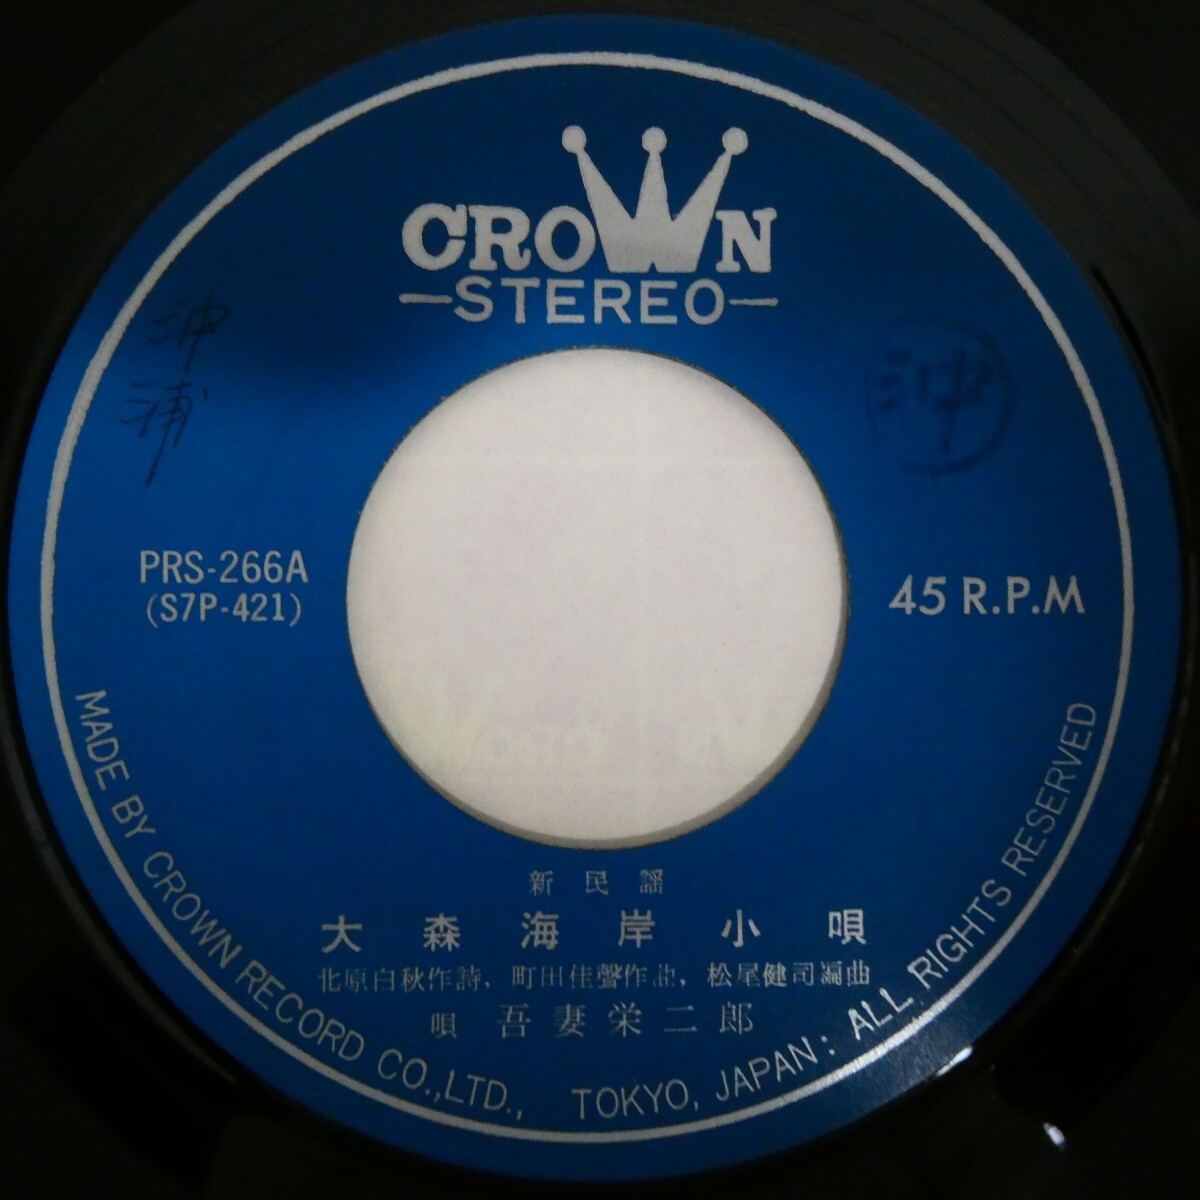 CROWN
—STEREO—
沖浦
沖
PRS-266A
(S7P-421)
45 R.P.M
新民謡
大森海岸小唄
北原白秋作詩, 町田佳聲作曲, 松尾健司編曲
唄 吾妻栄二郎
MADE BY CROWN RECORD CO.,LTD., TOKYO, JAPAN: ALL RIGHTS RESERVED